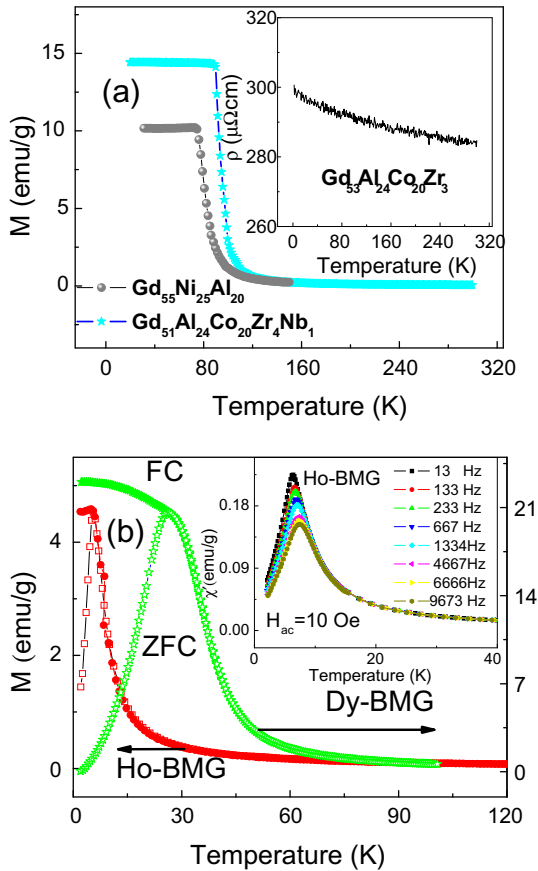 (a)
M (emu/g)
15
10
5
0
0 80 160 240 320
Temperature (K)
Gd55Ni25Al20
Gd51Al24Co20Zr4Nb1
ρ (μΩcm)
300
280
260
0 80 160 240 320
Temperature (K)
Gd53Al24Co20Zr3
(b)
M (emu/g)
4
2
0
21
14
7
0
0 30 60 90 120
Temperature (K)
FC
ZFC
Ho-BMG
Dy-BMG
χ'(emu/g)
0.18
0.09
0.00
0 20 40
Temperature (K)
Ho-BMG
Hac=10 Oe
13 Hz
133 Hz
233 Hz
667 Hz
1334Hz
4667Hz
6666Hz
9673 Hz